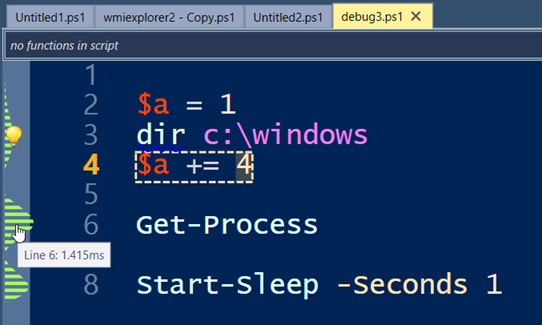 Untitled1.ps1 wmiexplorer2 - Copy.ps1 Untitled2.ps1 debug3.ps1
no functions in script
1
2 $a = 1
3 dir c:\windows
4 $a += 4
5
6 Get-Process
Line 6: 1.415ms
8 Start-Sleep -Seconds 1